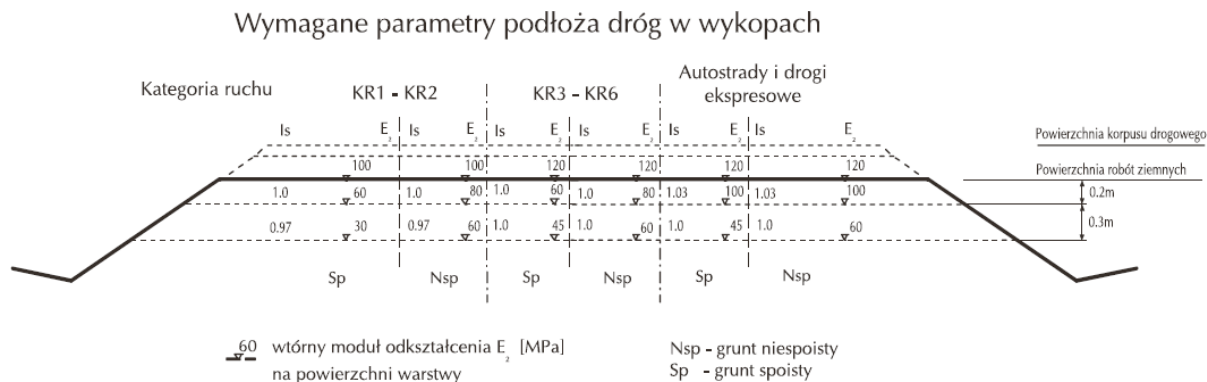 Wymagane parametry podłoża dróg w wykopach
Kategoria ruchu KR1 - KR2 KR3 - KR6 Autostrady i drogi
ekspresowe
Is E₂ Is E₂ Is E₂ Is E₂ Is E₂ Is E₂
Powierzchnia korpusu drogowego
100 100 120 120 120 120
Powierzchnia robót ziemnych
1.0 60 1.0 80 1.0 60 1.0 80 1.03 100 1.03 100 0.2m
0.97 30 0.97 60 1.0 45 1.0 60 1.0 45 1.0 60 0.3m
Sp Nsp Sp Nsp Sp Nsp
60 wtórny moduł odkształcenia E₂ [MPa]
na powierzchni warstwy
Nsp - grunt niespoisty
Sp - grunt spoisty